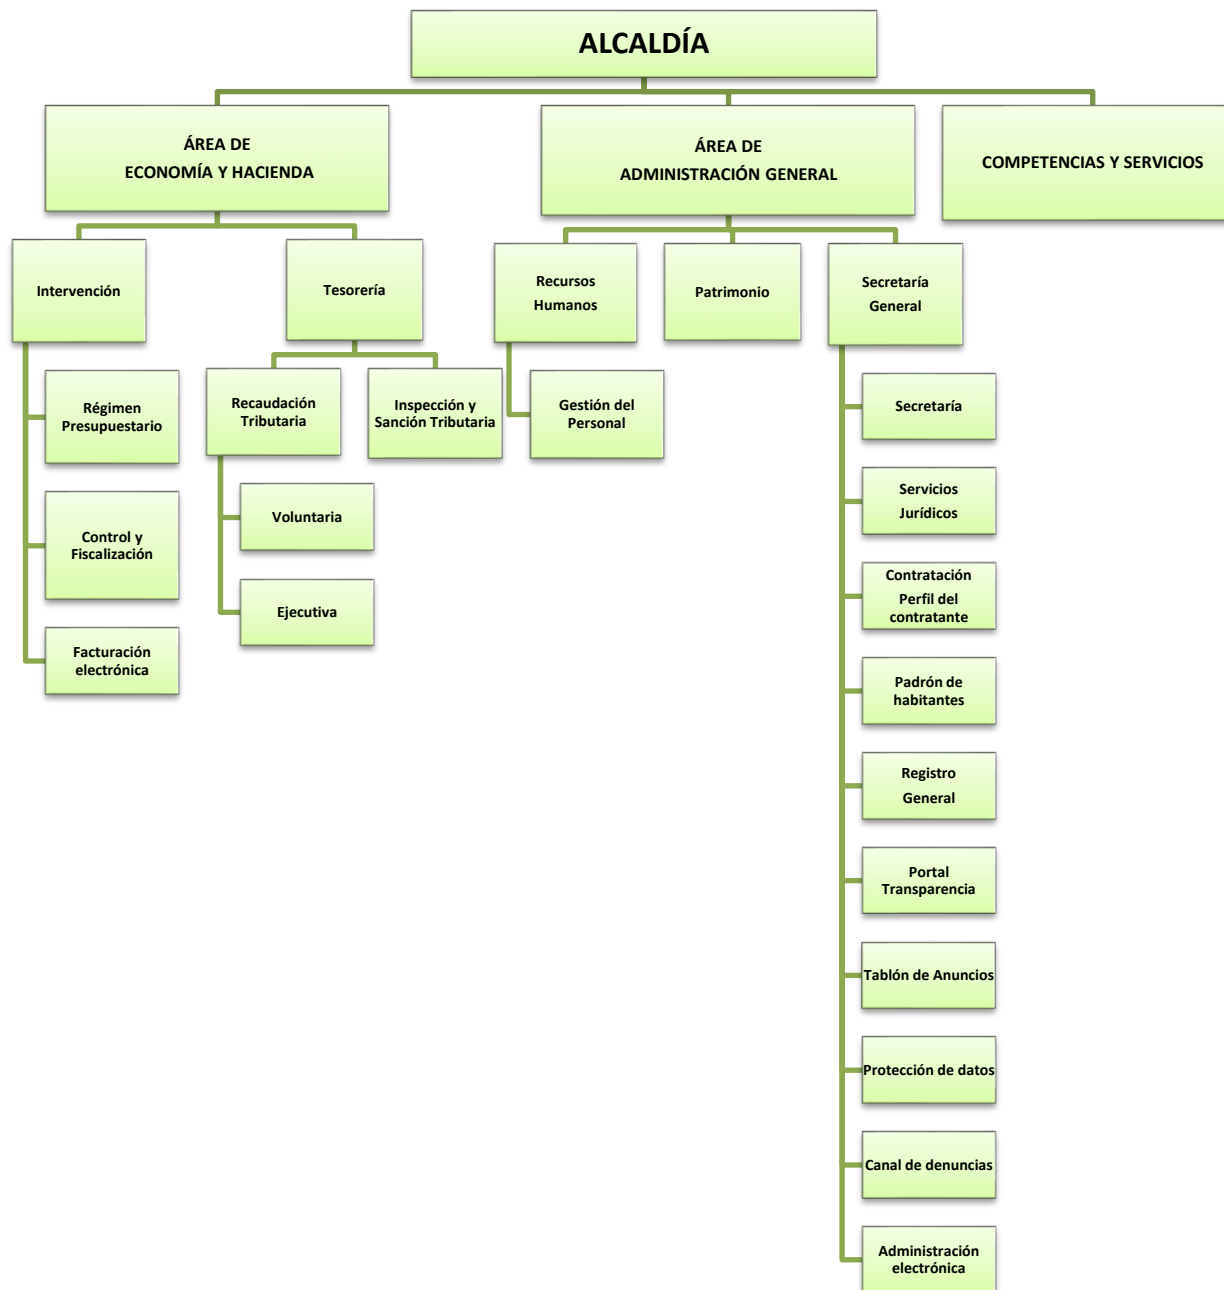 ALCALDÍA
ÁREA DE
ECONOMÍA Y HACIENDA
ÁREA DE
ADMINISTRACIÓN GENERAL
COMPETENCIAS Y SERVICIOS
Intervención
Tesorería
Recursos
Humanos
Patrimonio
Secretaría
General
Régimen
Presupuestario
Recaudación
Tributaria
Inspección y
Sanción Tributaria
Gestión del
Personal
Secretaría
Control y
Fiscalización
Voluntaria
Servicios
Jurídicos
Facturación
electrónica
Ejecutiva
Contratación
Perfil del
contratante
Padrón de
habitantes
Registro
General
Portal
Transparencia
Tablón de Anuncios
Protección de datos
Canal de denuncias
Administración
electrónica